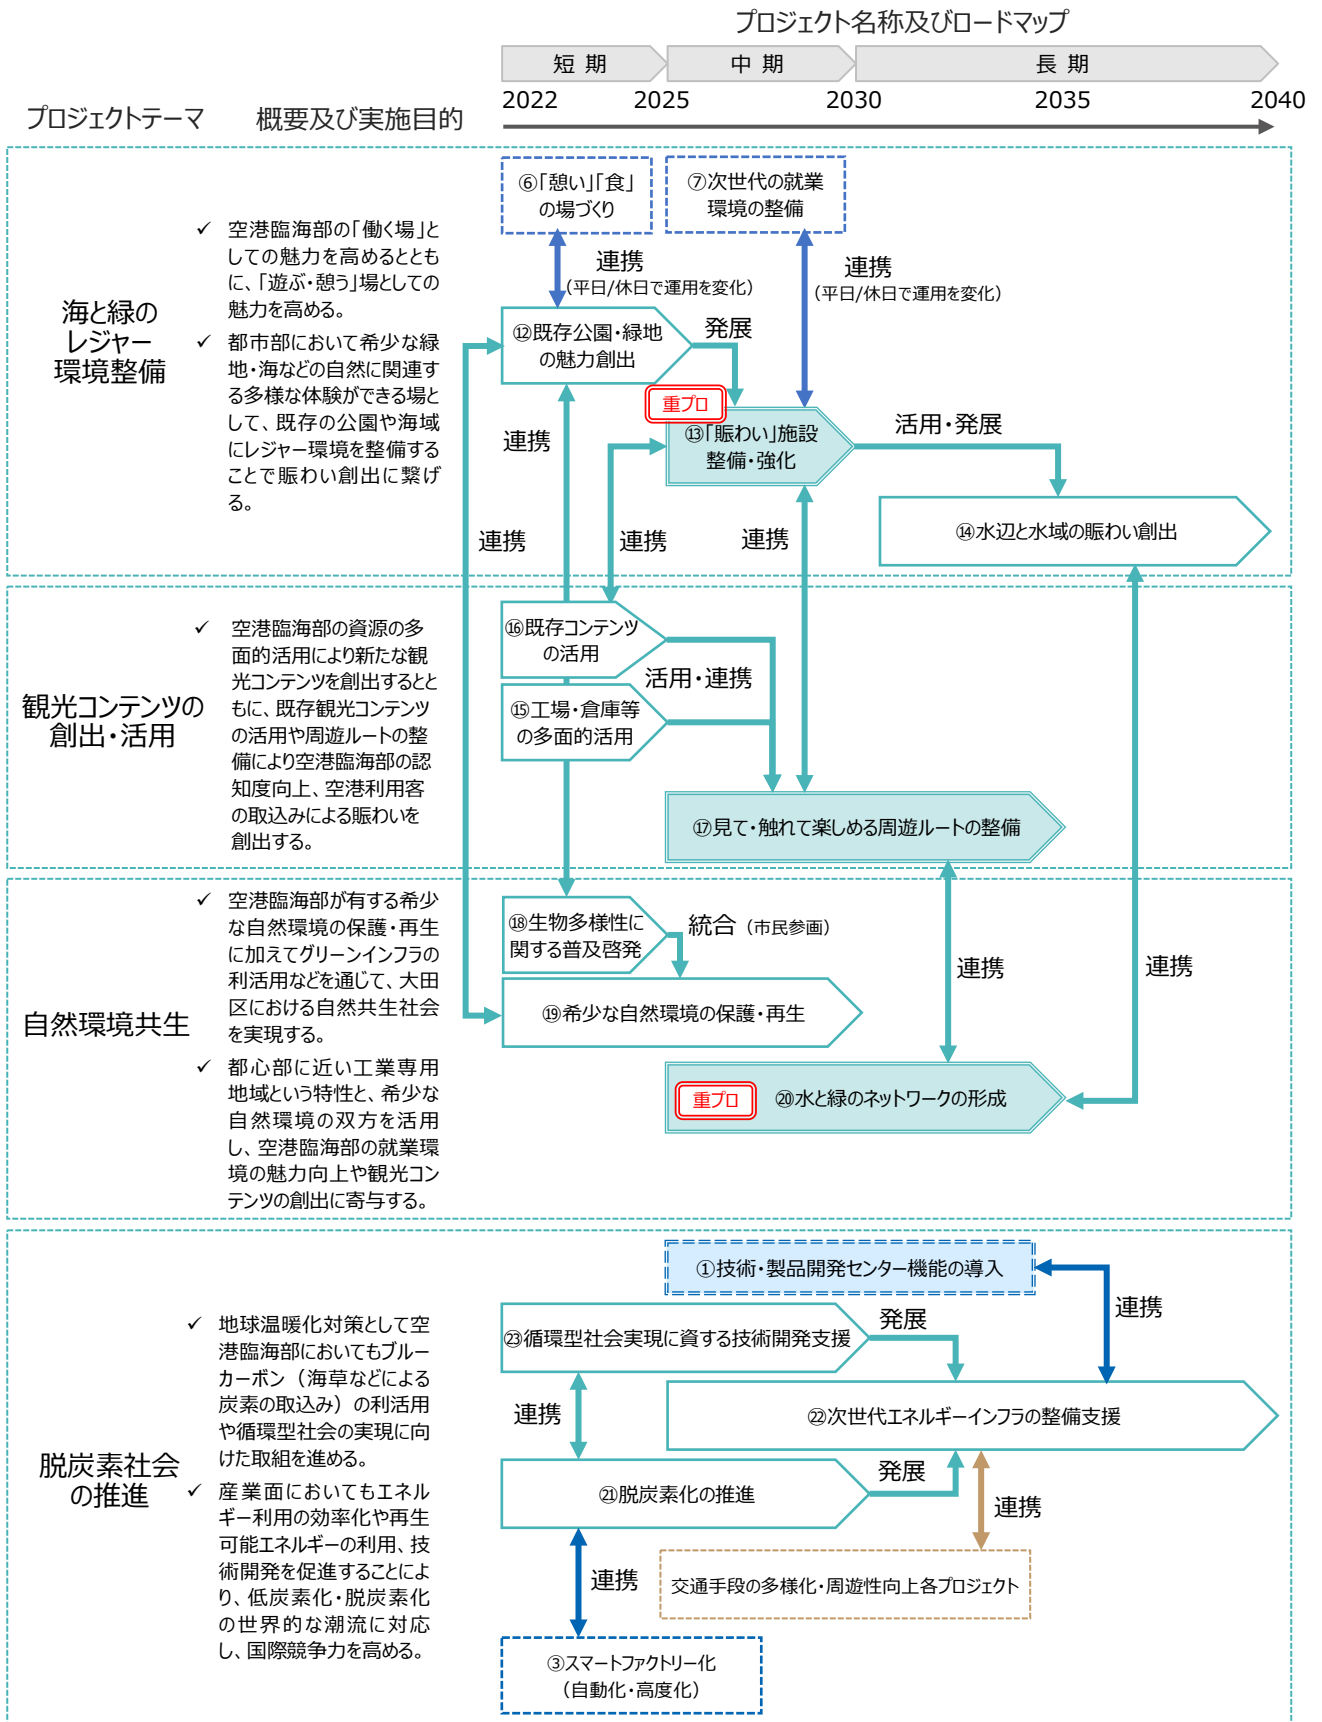 プロジェクト名称及びロードマップ
短 期
中 期
長 期
2022
2025
2030
2035
2040
プロジェクトテーマ
概要及び実施目的
海と緑の
レジャー
環境整備
✓ 空港臨海部の「働く場」と
しての魅力を高めるととも
に、「遊ぶ・憩う」場としての
魅力を高める。
✓ 都市部において希少な緑
地・海などの自然に関連す
る多様な体験ができる場と
して、既存の公園や海域
にレジャー環境を整備する
ことで賑わい創出に繋げ
る。
⑥「憩い」「食」
の場づくり
⑦次世代の就業
環境の整備
連携
（平日/休日で運用を変化）
連携
（平日/休日で運用を変化）
⑫既存公園・緑地
の魅力創出
発展
重プロ
⑬「賑わい」施設
整備・強化
活用・発展
連携
連携
連携
連携
⑭水辺と水域の賑わい創出
観光コンテンツの
創出・活用
✓ 空港臨海部の資源の多
面的活用により新たな観
光コンテンツを創出するとと
もに、既存観光コンテンツ
の活用や周遊ルートの整
備により空港臨海部の認
知度向上、空港利用客
の取込みによる賑わいを
創出する。
⑯既存コンテンツ
の活用
活用・連携
⑮工場・倉庫等
の多面的活用
⑰見て・触れて楽しめる周遊ルートの整備
自然環境共生
✓ 空港臨海部が有する希少
な自然環境の保護・再生
に加えてグリーンインフラの
利活用などを通じて、大田
区における自然共生社会
を実現する。
✓ 都心部に近い工業専用
地域という特性と、希少な
自然環境の双方を活用
し、空港臨海部の就業環
境の魅力向上や観光コン
テンツの創出に寄与する。
⑱生物多様性に
関する普及啓発
統合（市民参画）
⑲希少な自然環境の保護・再生
連携
連携
重プロ
⑳水と緑のネットワークの形成
脱炭素社会
の推進
✓ 地球温暖化対策として空
港臨海部においてもブルー
カーボン（海草などによる
炭素の取込み）の利活用
や循環型社会の実現に向
けた取組を進める。
✓ 産業面においてもエネル
ギー利用の効率化や再生
可能エネルギーの利用、技
術開発を促進することによ
り、低炭素化・脱炭素化
の世界的な潮流に対応
し、国際競争力を高める。
①技術・製品開発センター機能の導入
連携
㉓循環型社会実現に資する技術開発支援
発展
㉒次世代エネルギーインフラの整備支援
連携
㉑脱炭素化の推進
発展
連携
連携
交通手段の多様化・周遊性向上各プロジェクト
③スマートファクトリー化
（自動化・高度化）